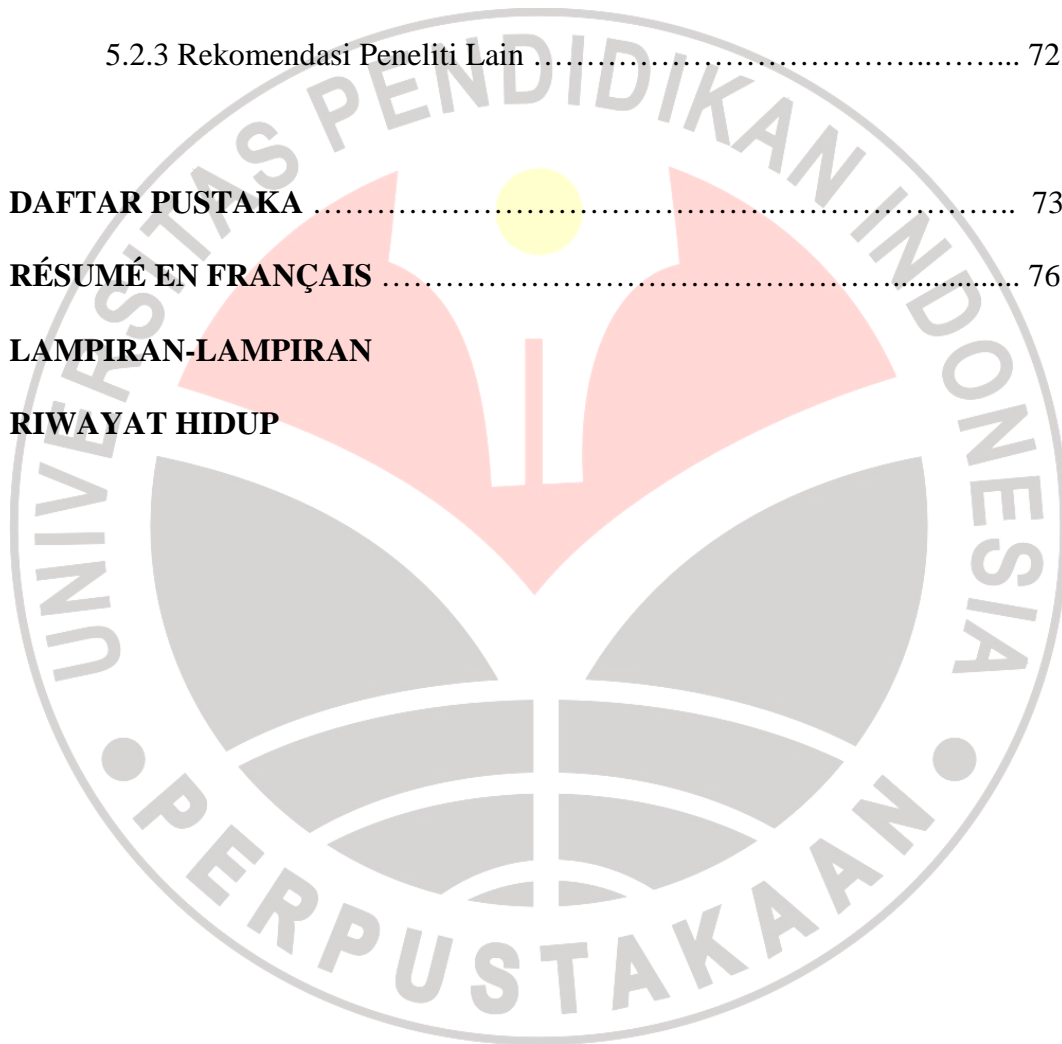 5.2.3 Rekomendasi Peneliti Lain ……………………………….……... 72
DAFTAR PUSTAKA ……………………………………..………………….. 73
RÉSUMÉ EN FRANÇAIS …………………………………………............... 76
LAMPIRAN-LAMPIRAN
RIWAYAT HIDUP
UNIVERSITAS PENDIDIKAN INDONESIA
PERPUSTAKAAN